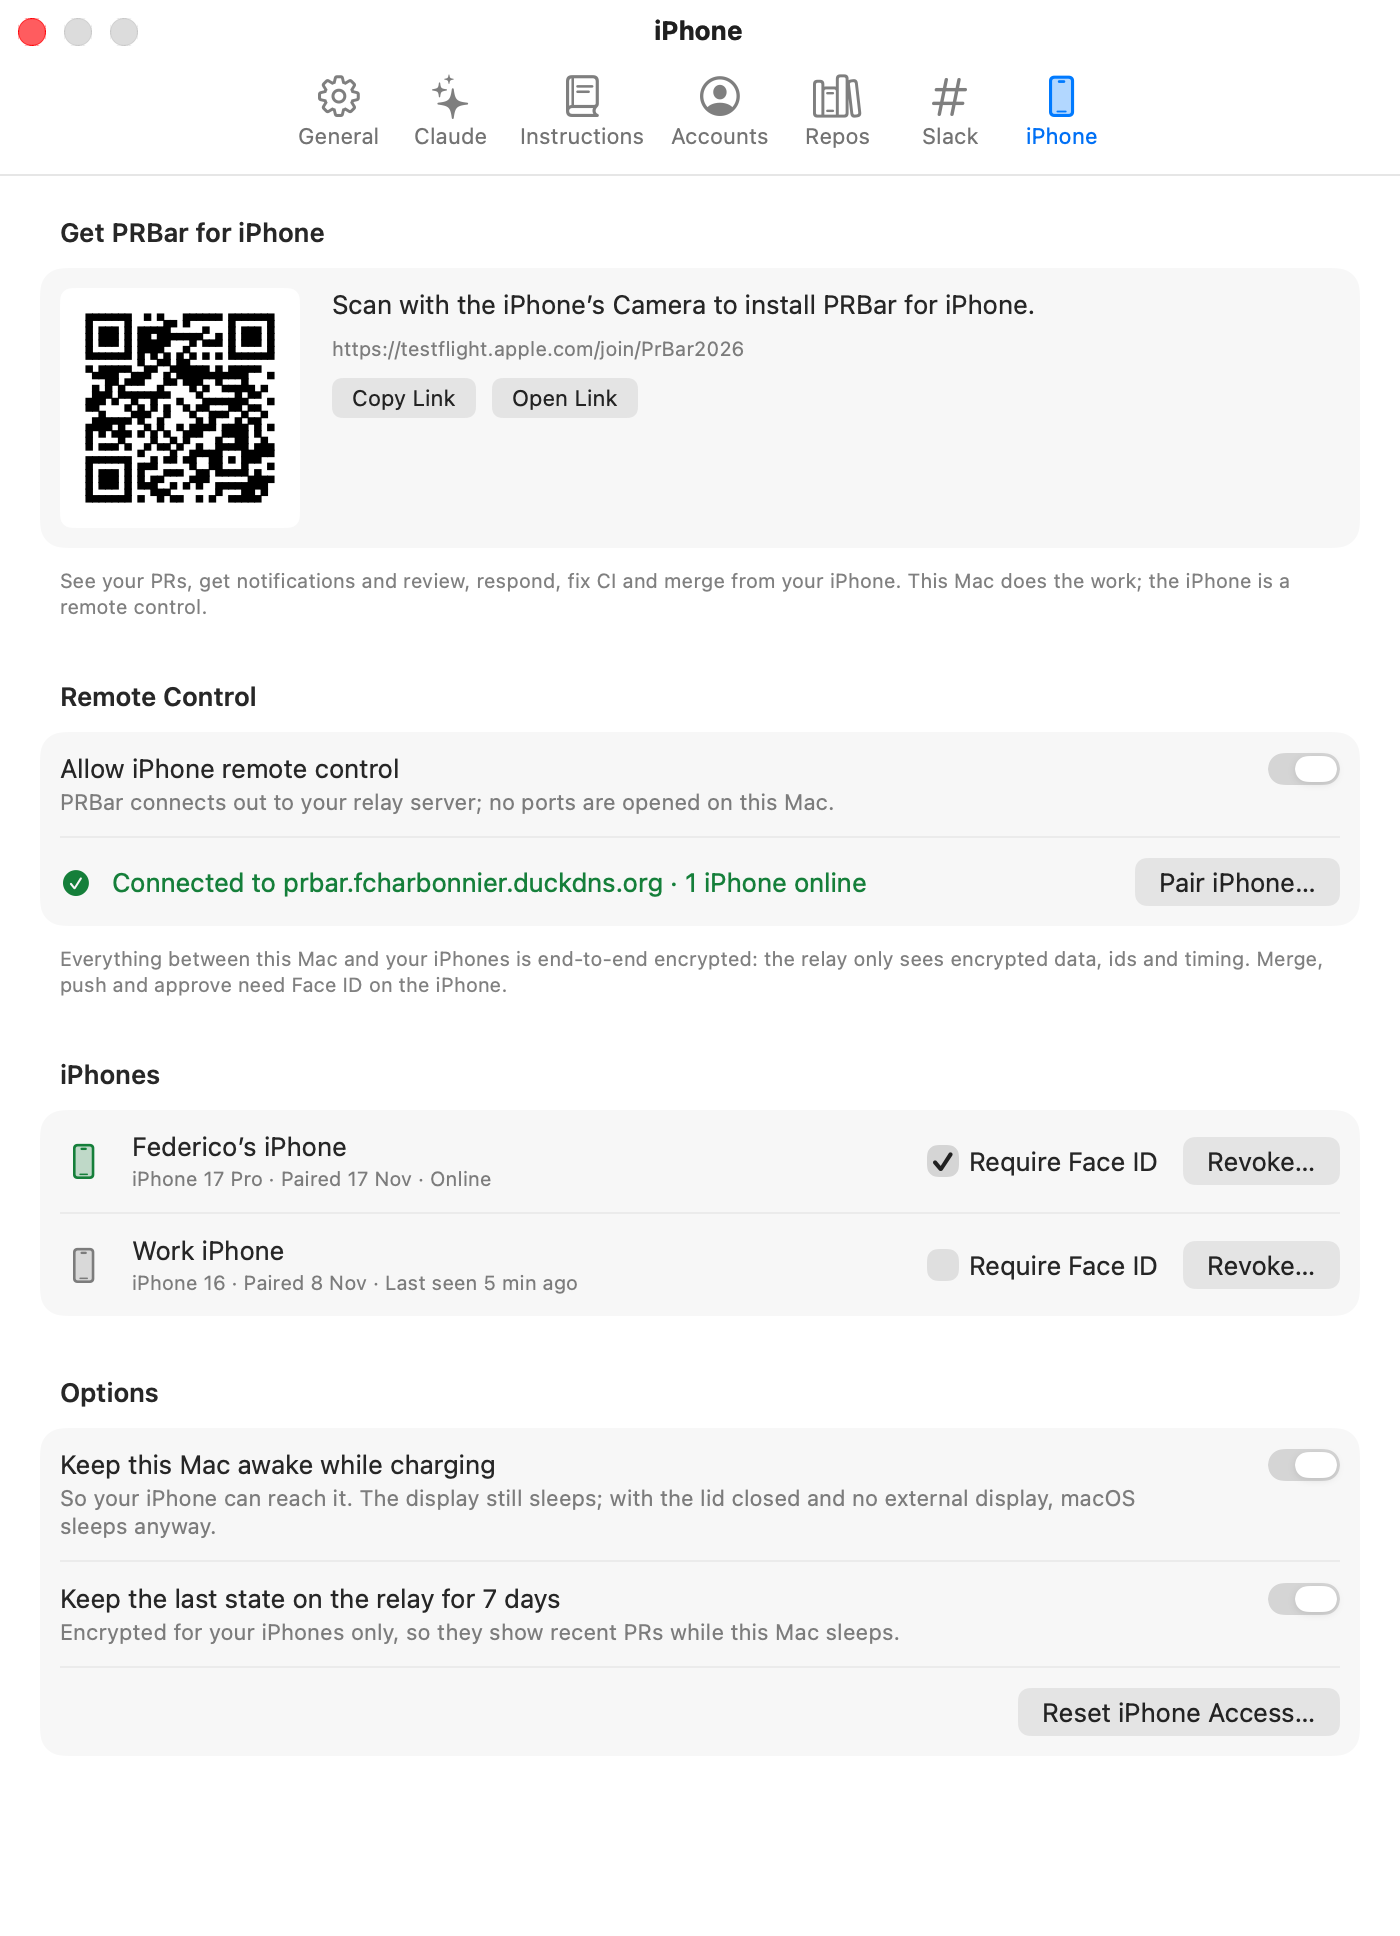 iPhone
General
Claude
Instructions
Accounts
Repos
Slack
iPhone
Get PRBar for iPhone
Scan with the iPhone’s Camera to install PRBar for iPhone.
https://testflight.apple.com/join/PrBar2026
Copy Link
Open Link
See your PRs, get notifications and review, respond, fix CI and merge from your iPhone. This Mac does the work; the iPhone is a
remote control.
Remote Control
Allow iPhone remote control
PRBar connects out to your relay server; no ports are opened on this Mac.
Connected to prbar.fcharbonnier.duckdns.org · 1 iPhone online
Pair iPhone...
Everything between this Mac and your iPhones is end-to-end encrypted: the relay only sees encrypted data, ids and timing. Merge,
push and approve need Face ID on the iPhone.
iPhones
Federico’s iPhone
iPhone 17 Pro · Paired 17 Nov · Online
Require Face ID
Revoke...
Work iPhone
iPhone 16 · Paired 8 Nov · Last seen 5 min ago
Require Face ID
Revoke...
Options
Keep this Mac awake while charging
So your iPhone can reach it. The display still sleeps; with the lid closed and no external display, macOS
sleeps anyway.
Keep the last state on the relay for 7 days
Encrypted for your iPhones only, so they show recent PRs while this Mac sleeps.
Reset iPhone Access...